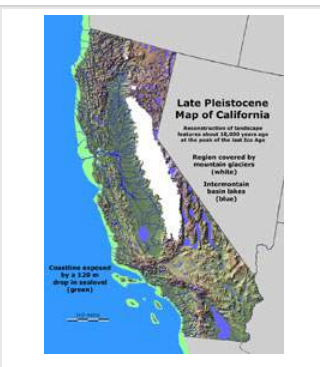 Late Pleistocene
Map of California
Reconstruction of landscape
features about 18,000 years ago
at the peak of the last Ice Age
Region covered by
mountain glaciers
(white)
Intermontain
basin lakes
(blue)
Coastline exposed
by a 120 m
drop in sealevel
(green)